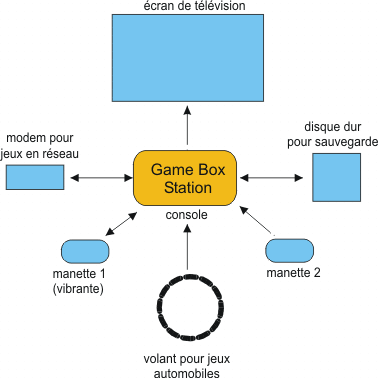 écran de télévision
modem pour
jeux en réseau
disque dur
pour sauvegarde
Game Box
Station
console
manette 1
(vibrante)
manette 2
volant pour jeux
automobiles